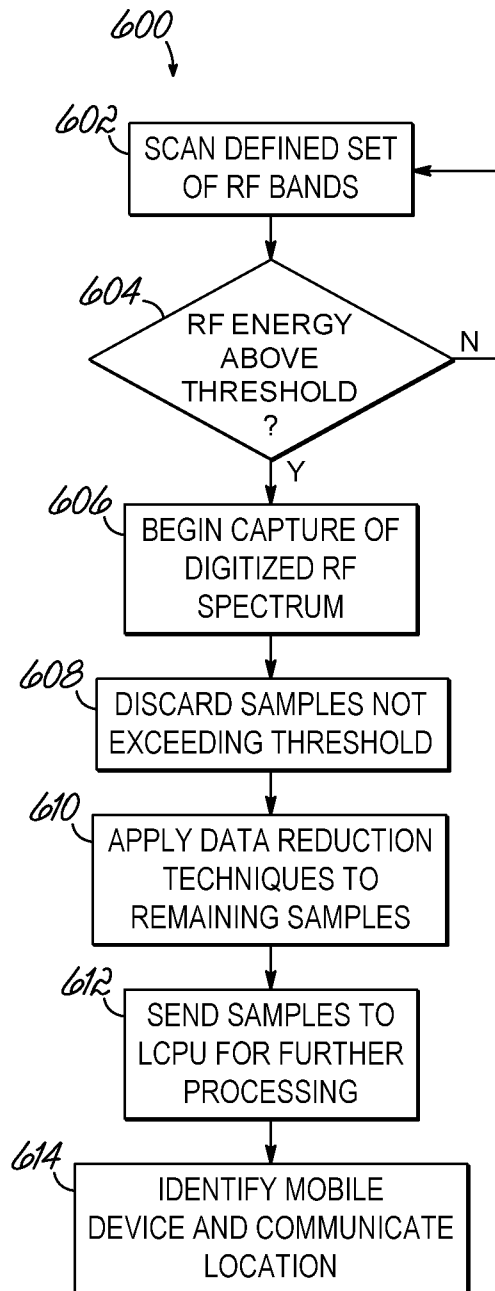 600
602
SCAN DEFINED SET
OF RF BANDS
604
RF ENERGY
ABOVE
THRESHOLD
?
N
Y
606
BEGIN CAPTURE OF
DIGITIZED RF
SPECTRUM
608
DISCARD SAMPLES NOT
EXCEEDING THRESHOLD
610
APPLY DATA REDUCTION
TECHNIQUES TO
REMAINING SAMPLES
612
SEND SAMPLES TO
LCPU FOR FURTHER
PROCESSING
614
IDENTIFY MOBILE
DEVICE AND COMMUNICATE
LOCATION